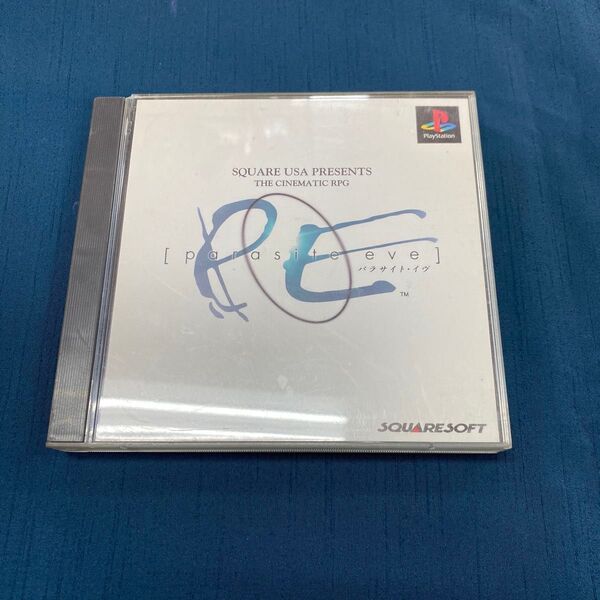 PlayStation
SQUARE USA PRESENTS
THE CINEMATIC RPG
PE
[ parasite eve ]
パラサイト・イヴ
TM
SQUARESOFT